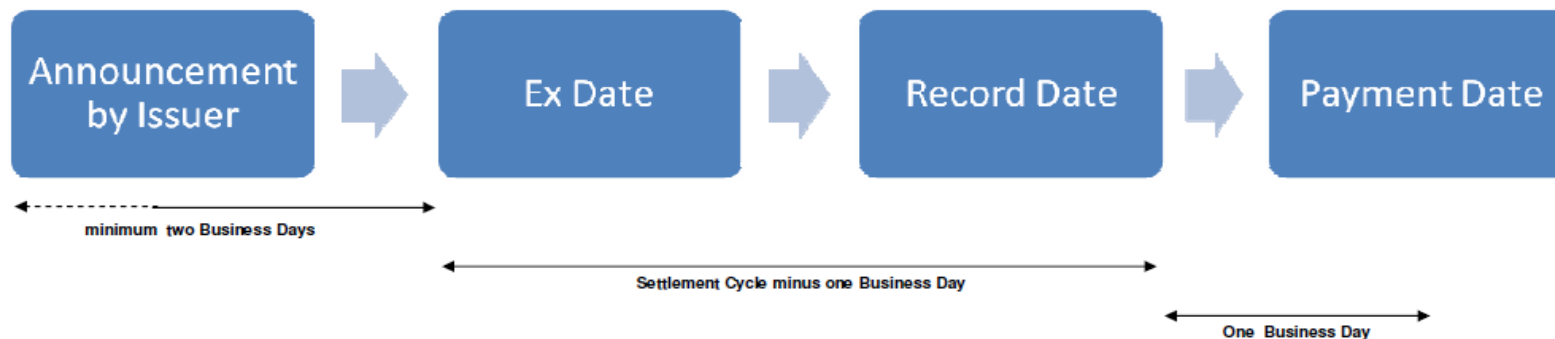 Announcement
by Issuer
Ex Date
Record Date
Payment Date
minimum two Business Days
Settlement Cycle minus one Business Day
One Business Day